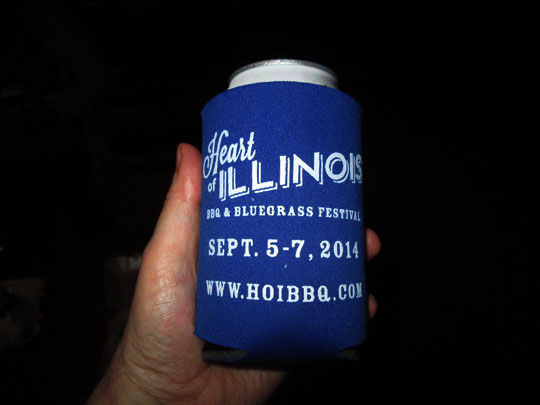 Heart
of ILLINOIS
BBQ & BLUEGRASS FESTIVAL
SEPT. 5-7, 2014
WWW.HOIBBQ.COM